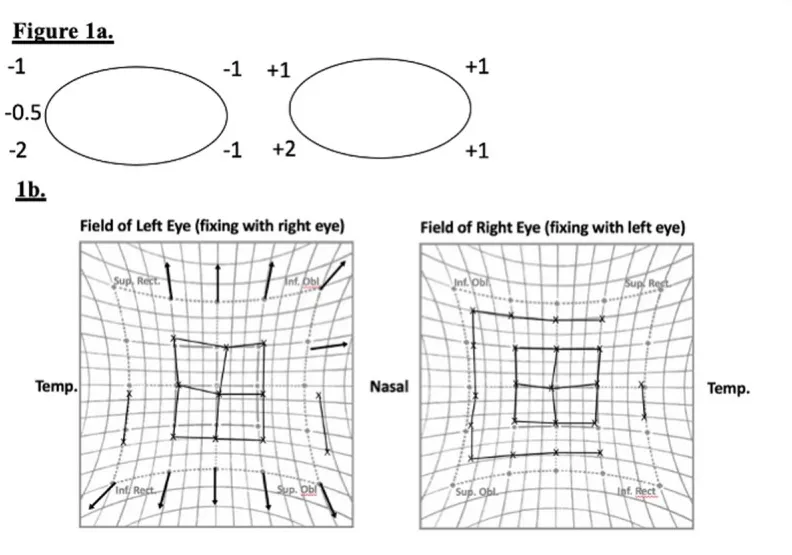 Figure 1a.
-1 -1 +1 +1
-0.5
-2 -1 +2 +1
1b.
Field of Left Eye (fixing with right eye) Field of Right Eye (fixing with left eye)
Sup. Rect. Inf. Obl Inf. Obl. Sup. Rect.
Temp. Nasal Temp.
Inf. Rect. Sup. Obl Sup. Obl. Inf. Rect